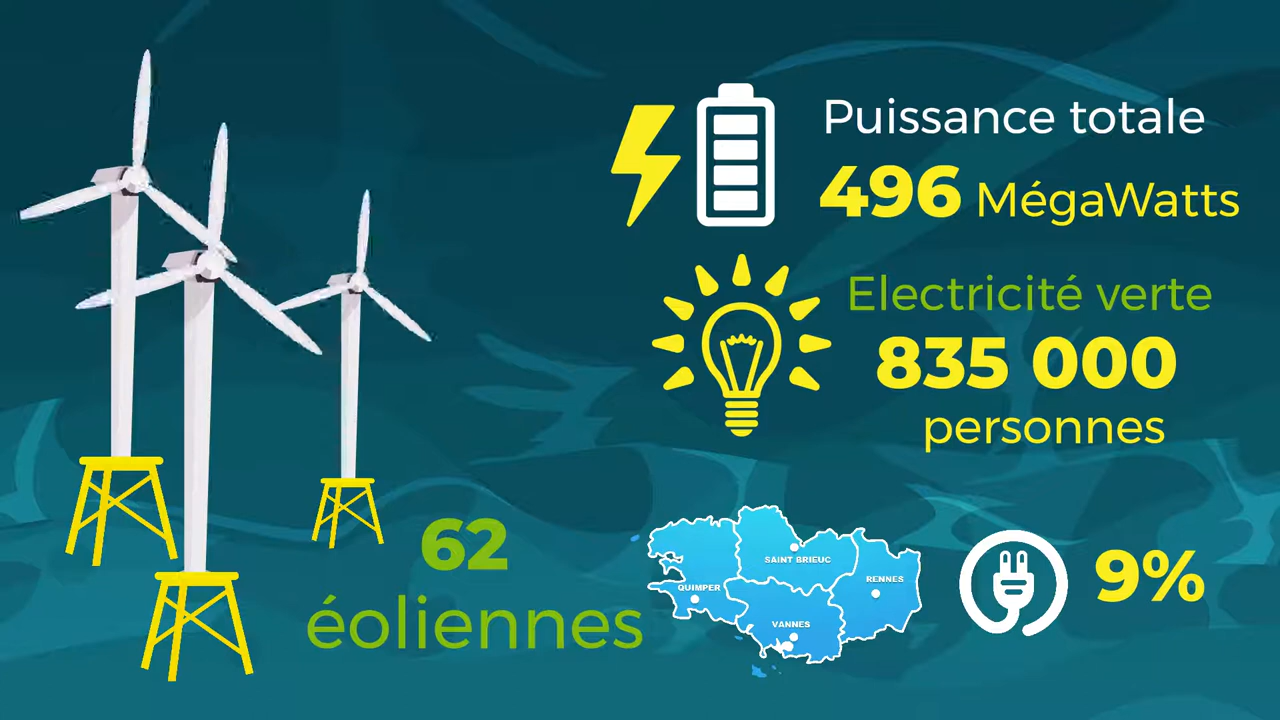 Puissance totale
496 MégaWatts
Electricité verte
835 000
personnes
62
éoliennes
SAINT BRIEUC
QUIMPER
RENNES
VANNES
9%